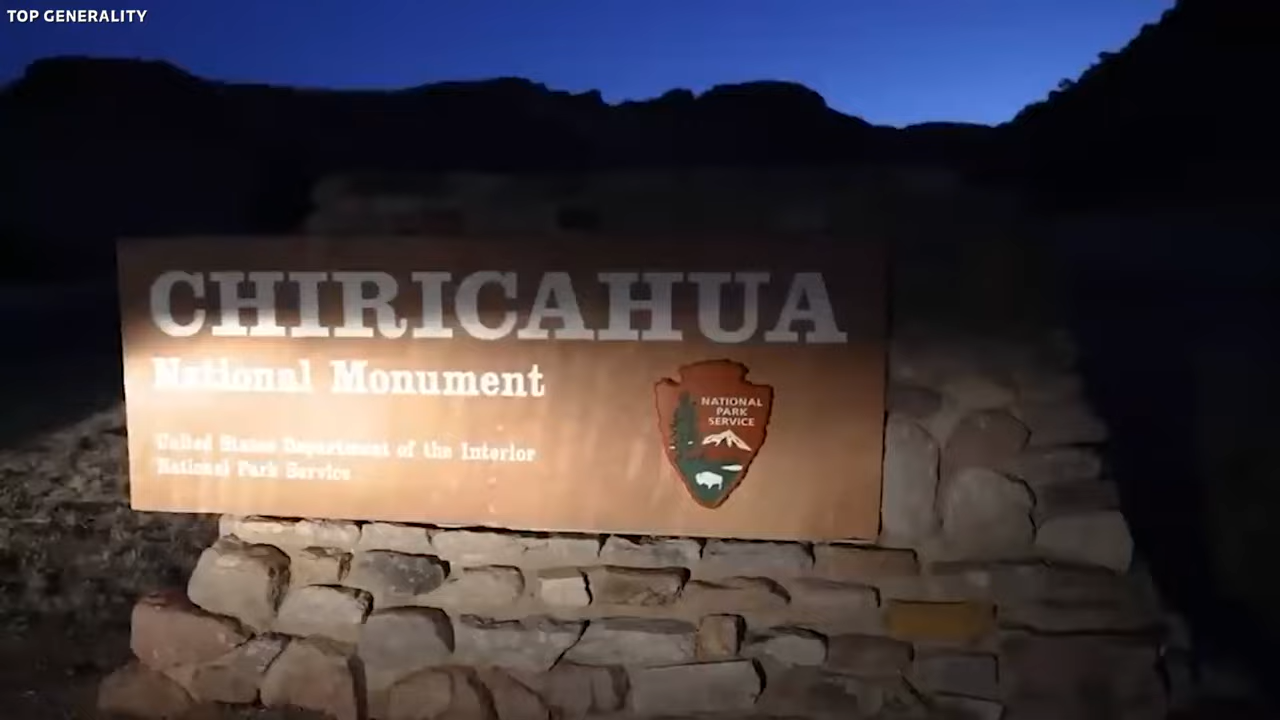 TOP GENERALITY
CHIRICAHUA
National Monument
United States Department of the Interior
National Park Service
NATIONAL
PARK
SERVICE